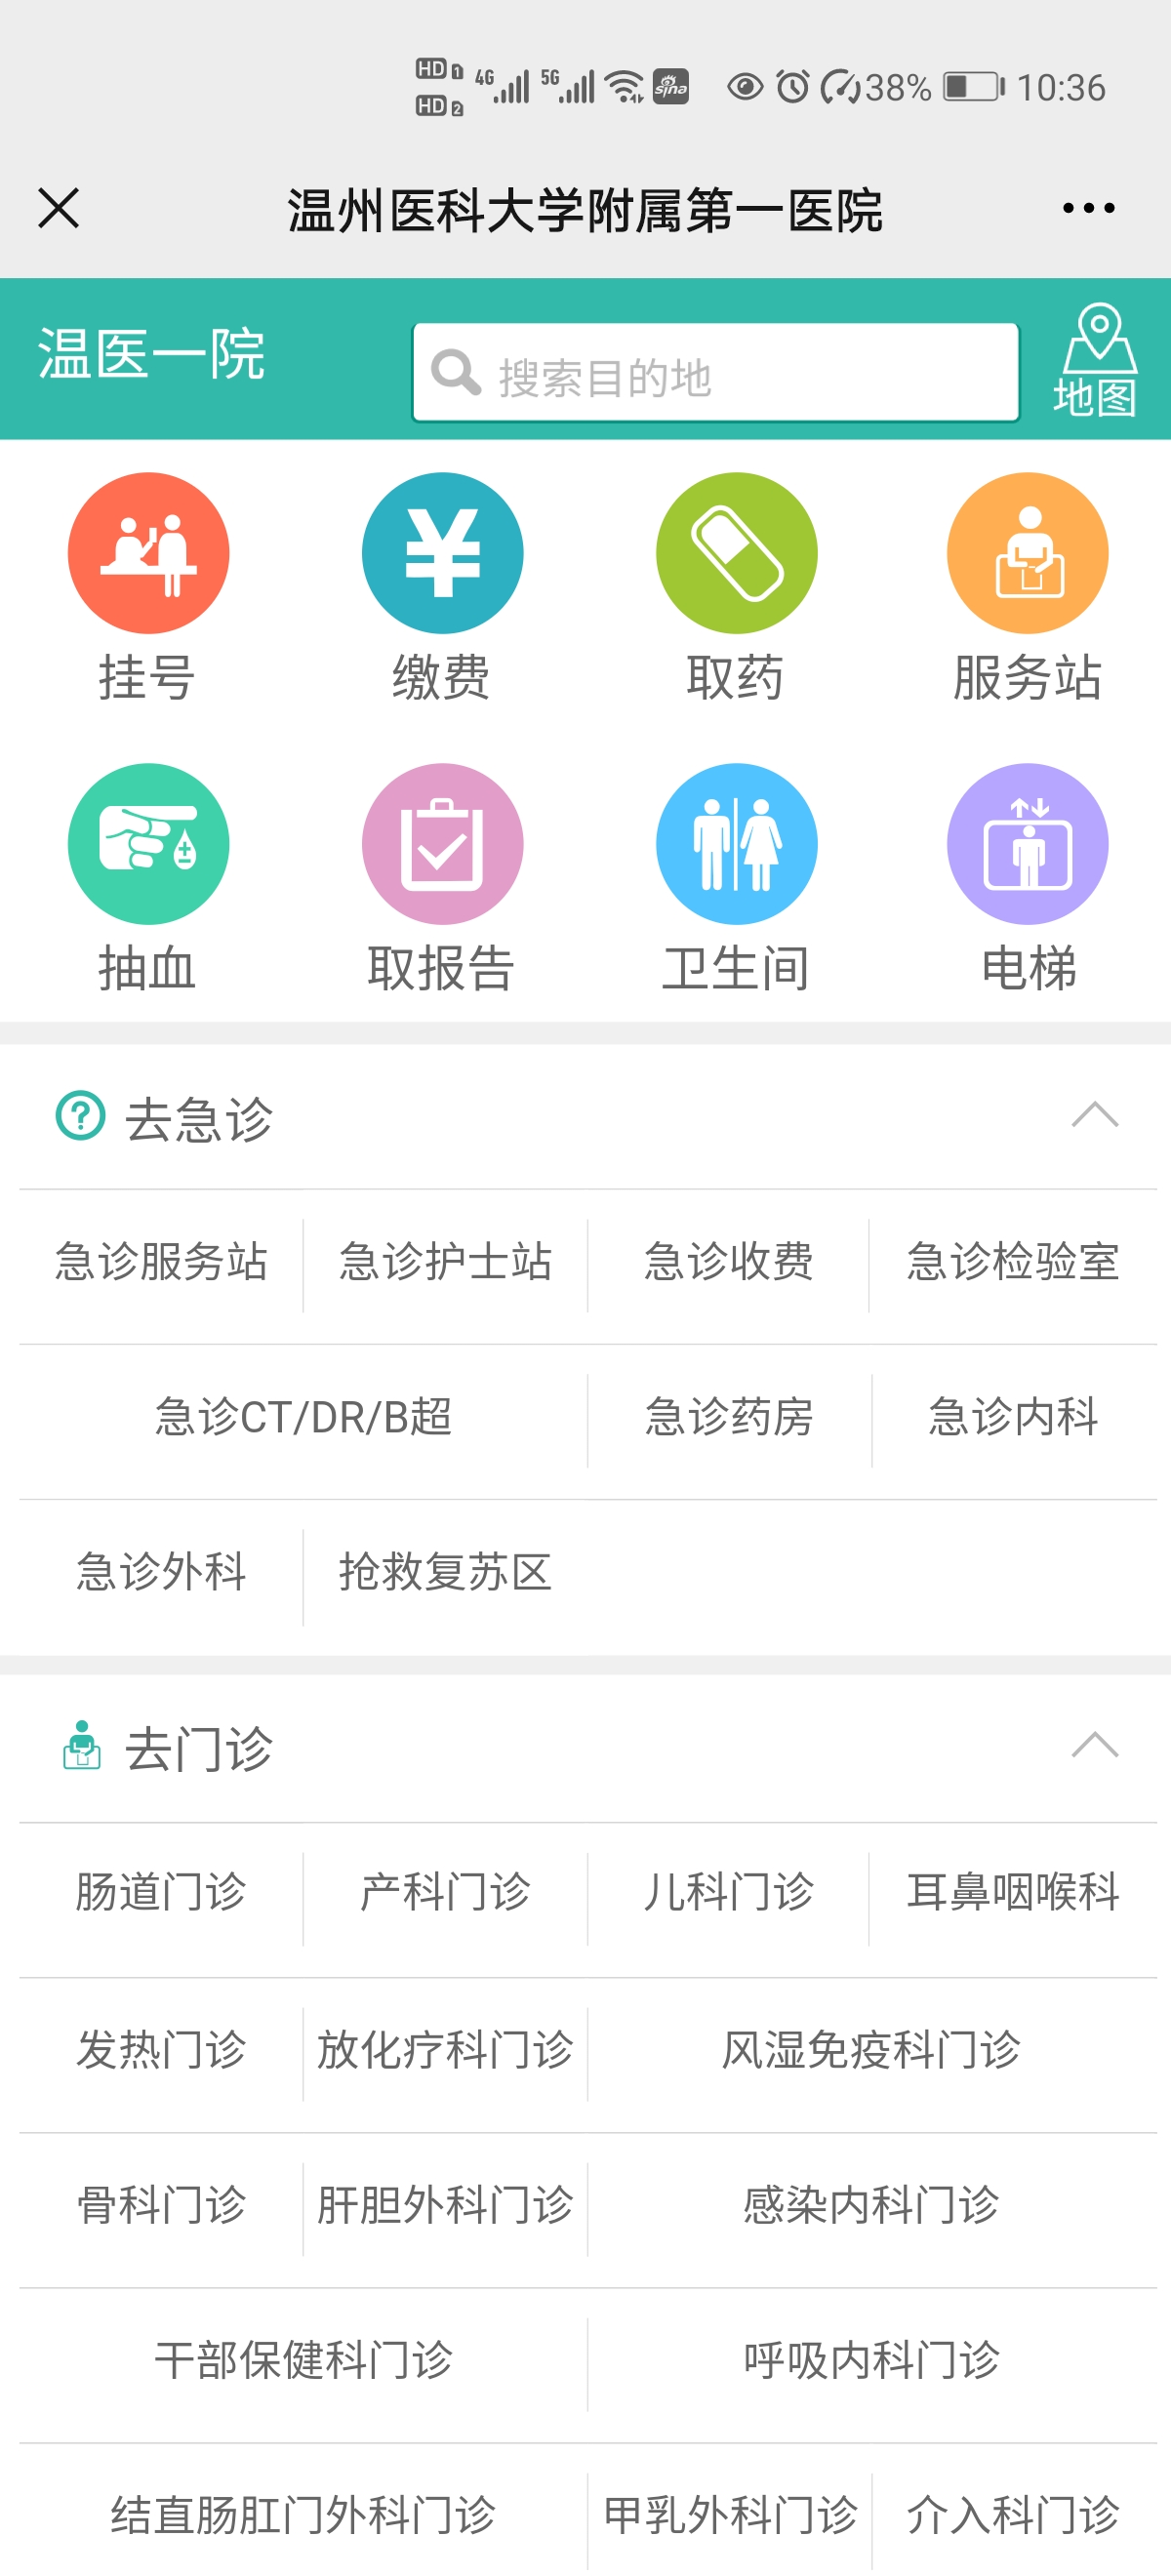 HD 1 4G 5G sina 38% 10:36
HD 2
温州医科大学附属第一医院
温医一院 搜索目的地 地图
¥
挂号 缴费 取药 服务站
抽血 取报告 卫生间 电梯
? 去急诊
急诊服务站 急诊护士站 急诊收费 急诊检验室
急诊CT/DR/B超 急诊药房 急诊内科
急诊外科 抢救复苏区
去门诊
肠道门诊 产科门诊 儿科门诊 耳鼻咽喉科
发热门诊 放化疗科门诊 风湿免疫科门诊
骨科门诊 肝胆外科门诊 感染内科门诊
干部保健科门诊 呼吸内科门诊
结直肠肛门外科门诊 甲乳外科门诊 介入科门诊